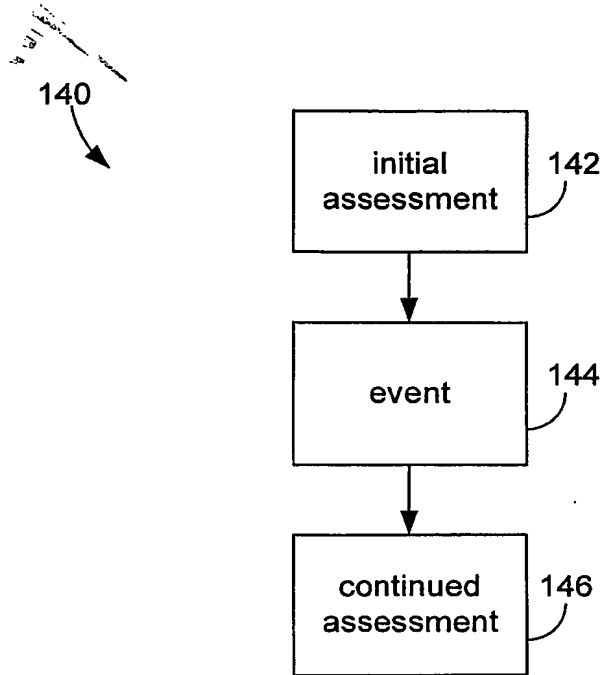 140
initial
assessment
142
event
144
continued
assessment
146